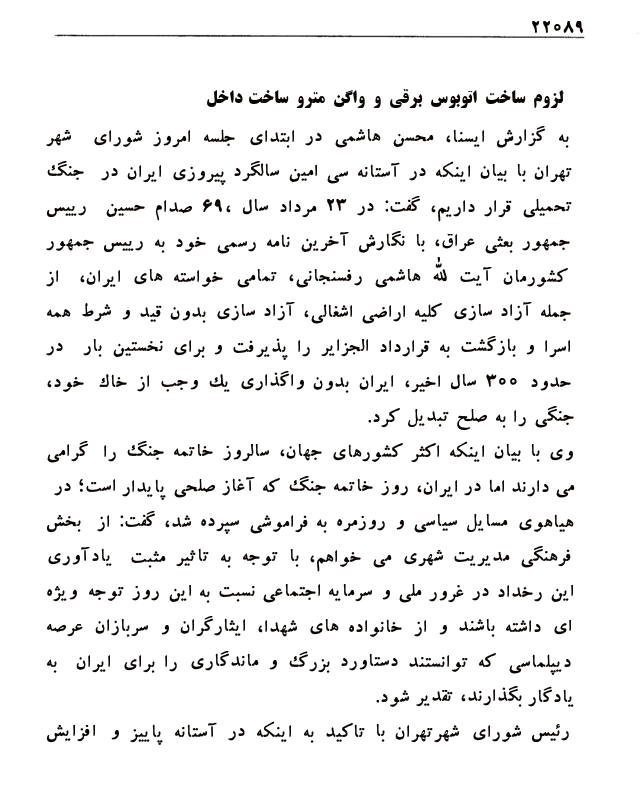 ۲۲۰۸۹
لزوم ساخت اتوبوس برقی و واگن مترو ساخت داخل
به گزارش ایسنا، محسن هاشمی در ابتدای جلسه امروز شورای شهر
تهران با بیان اینکه در آستانه سی امین سالگرد پیروزی ایران در جنگ
تحمیلی قرار داریم، گفت: در ۲۳ مرداد سال ،۶۹ صدام حسین رییس
جمهور بعثی عراق، با نگارش آخرین نامه رسمی خود به رییس جمهور
کشورمان آیت لله هاشمی رفسنجانی، تمامی خواسته های ایران، از
جمله آزاد سازی کلیه اراضی اشغالی، آزاد سازی بدون قید و شرط همه
اسرا و بازگشت به قرارداد الجزایر را پذیرفت و برای نخستین بار در
حدود ۳۰۰ سال اخیر، ایران بدون واگذاری یك وجب از خاك خود،
جنگی را به صلح تبدیل کرد.
وی با بیان اینکه اکثر کشورهای جهان، سالروز خاتمه جنگ را گرامی
می دارند اما در ایران، روز خاتمه جنگ که آغاز صلحی پایدار است؛ در
هیاهوی مسایل سیاسی و روزمره به فراموشی سپرده شد، گفت: از بخش
فرهنگی مدیریت شهری می خواهم، با توجه به تاثیر مثبت یادآوری
این رخداد در غرور ملی و سرمایه اجتماعی نسبت به این روز توجه ویژه
ای داشته باشند و از خانواده های شهدا، ایثارگران و سربازان عرصه
دیپلماسی که توانستند دستاورد بزرگ و ماندگاری را برای ایران به
یادگار بگذارند، تقدیر شود.
رئیس شورای شهرتهران با تاکید به اینکه در آستانه پاییز و افزایش